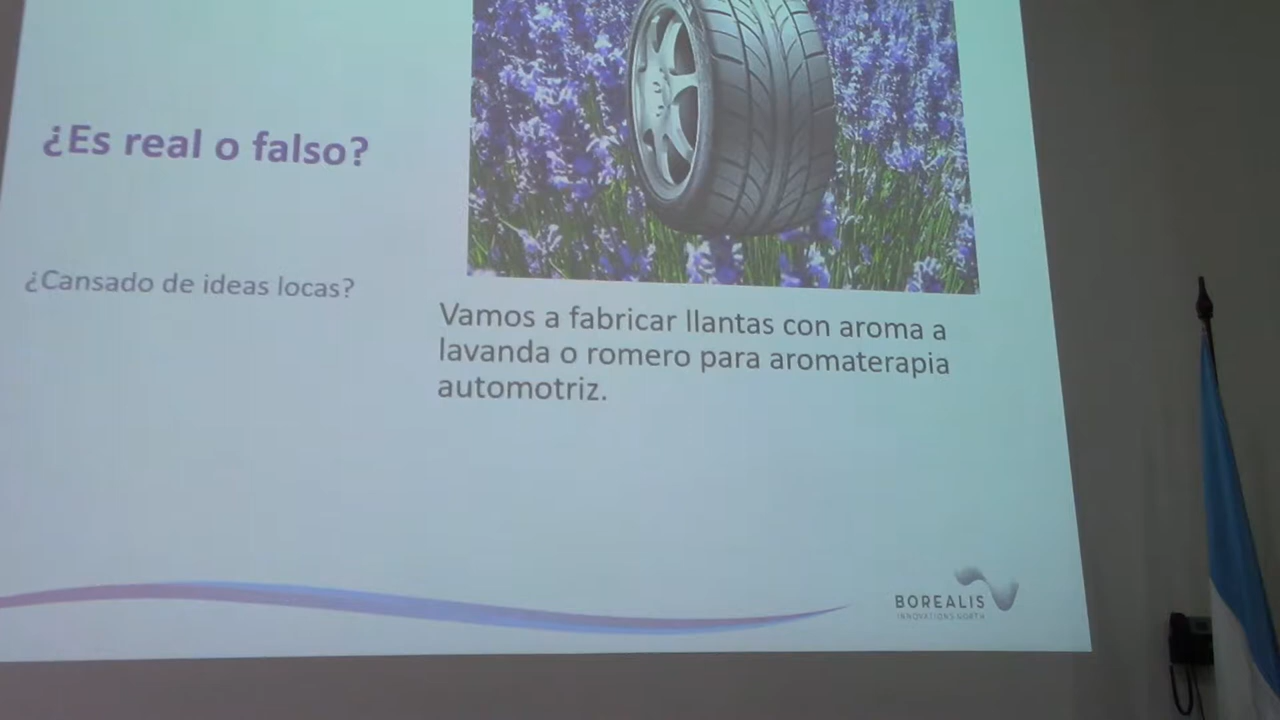 ¿Es real o falso?
¿Cansado de ideas locas?
Vamos a fabricar llantas con aroma a
lavanda o romero para aromaterapia
automotriz.
BOREALIS
INNOVATIONS NORTH